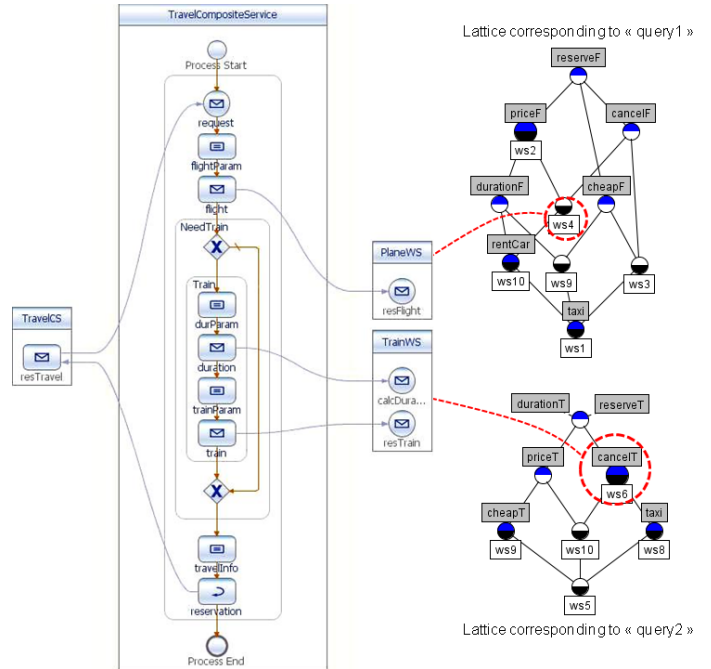 TravelCompositeService
Process Start
request
flightParam
flight
NeedTrain
X
Train
durParam
duration
trainParam
train
X
travelInfo
reservation
Process End
TravelCS
resTravel
PlaneWS
resFlight
TrainWS
calcDura...
resTrain
Lattice corresponding to « query1 »
reserveF
priceF
cancelF
ws2
durationF
cheapF
ws4
rentCar
ws10
ws9
ws3
taxi
ws1
durationT
reserveT
priceT
cancelT
ws6
cheapT
taxi
ws9
ws10
ws8
ws5
Lattice corresponding to « query2 »